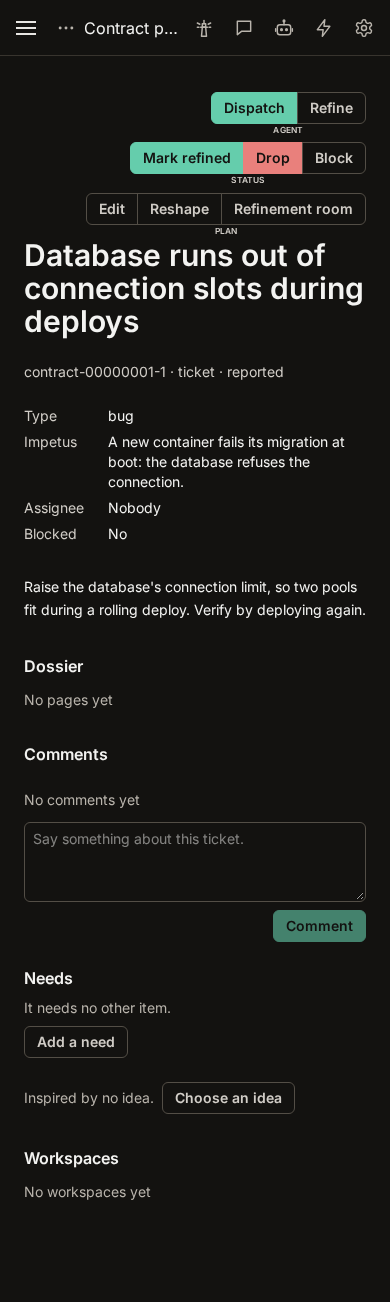 Contract p...
Dispatch Refine
AGENT
Mark refined Drop Block
STATUS
Edit Reshape Refinement room
PLAN
Database runs out of
connection slots during
deploys
contract-00000001-1 · ticket · reported
Type bug
Impetus A new container fails its migration at
boot: the database refuses the
connection.
Assignee Nobody
Blocked No
Raise the database's connection limit, so two pools
fit during a rolling deploy. Verify by deploying again.
Dossier
No pages yet
Comments
No comments yet
Say something about this ticket.
Comment
Needs
It needs no other item.
Add a need
Inspired by no idea. Choose an idea
Workspaces
No workspaces yet